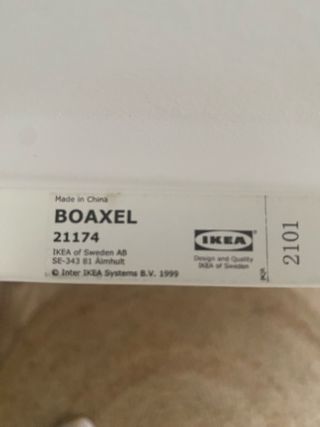 Made in China
BOAXEL
21174
IKEA of Sweden AB
SE-343 81 Älmhult
© Inter IKEA Systems B.V. 1999
IKEA
Design and Quality
IKEA of Sweden
2101